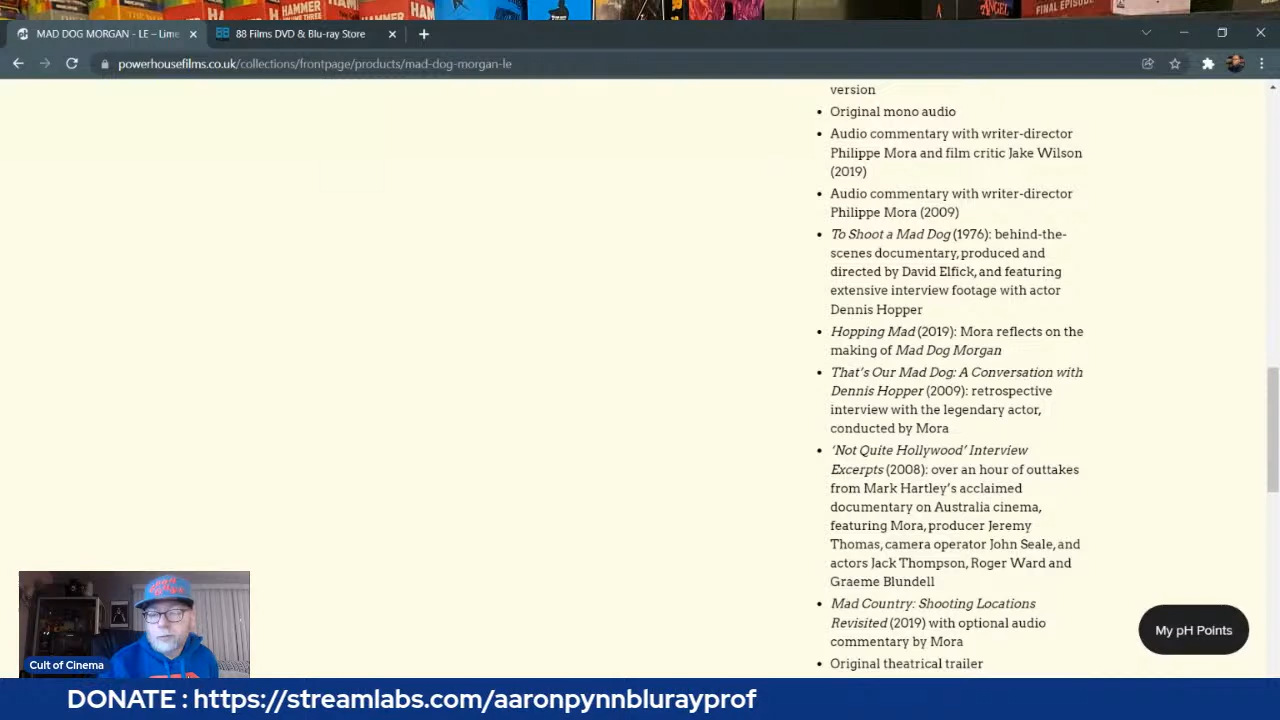 HAMMER
HAMMER
ANGEL
FINAL EPISODE
MAD DOG MORGAN - LE – Lime
88 Films DVD & Blu-ray Store
powerhousefilms.uk/collections/frontpage/products/mad-dog-morgan-le
version
• Original mono audio
• Audio commentary with writer-director
Philippe Mora and film critic Jake Wilson
(2019)
• Audio commentary with writer-director
Philippe Mora (2009)
• To Shoot a Mad Dog (1976): behind-the-
scenes documentary, produced and
directed by David Elfick, and featuring
extensive interview footage with actor
Dennis Hopper
• Hopping Mad (2019): Mora reflects on the
making of Mad Dog Morgan
• That's Our Mad Dog: A Conversation with
Dennis Hopper (2009): retrospective
interview with the legendary actor,
conducted by Mora
• 'Not Quite Hollywood' Interview
Excerpts (2008): over an hour of outtakes
from Mark Hartley's acclaimed
documentary on Australia cinema,
featuring Mora, producer Jeremy
Thomas, camera operator John Seale, and
actors Jack Thompson, Roger Ward and
Graeme Blundell
• Mad Country: Shooting Locations
Revisited (2019) with optional audio
commentary by Mora
• Original theatrical trailer
My pH Points
Cult of Cinema
DONATE : https://streamlabs.com/aaronpynnblurayprof